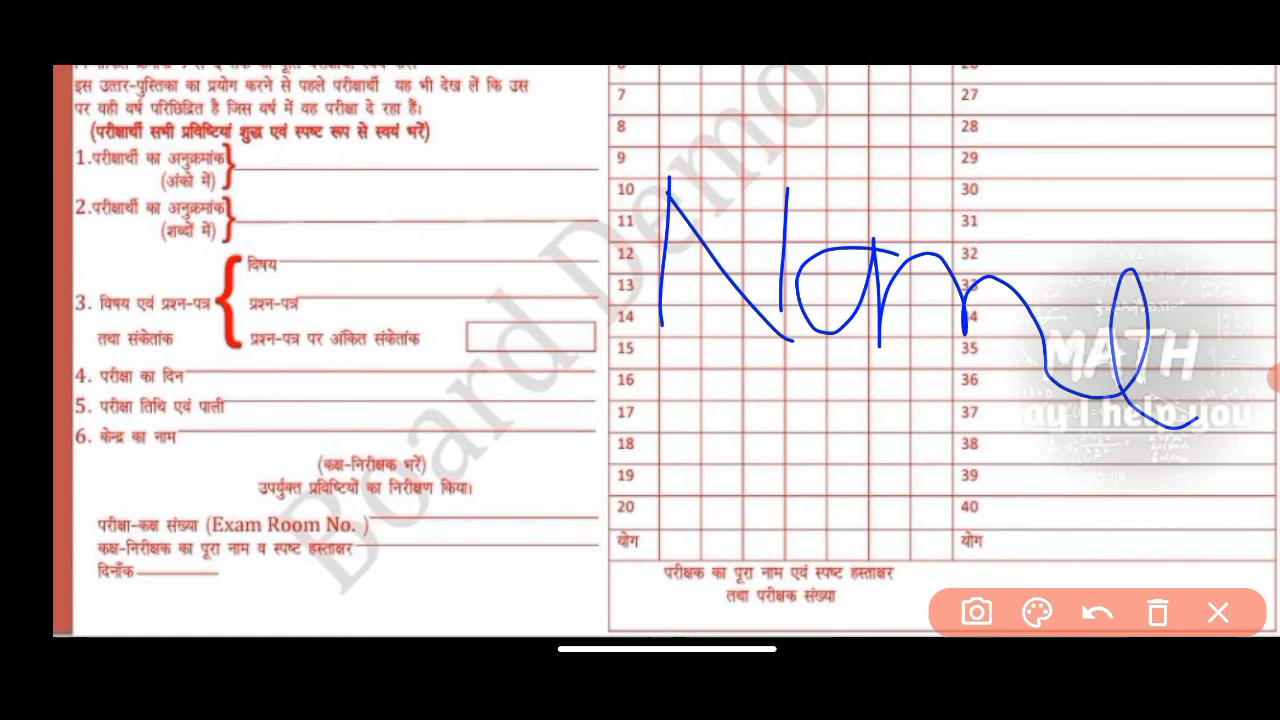 इस उत्तर-पुस्तिका का प्रयोग करने से पहले परीक्षार्थी यह भी देख लें कि उस
पर वही वर्ष परिछिद्रित है जिस वर्ष में वह परीक्षा दे रहा है।
(परीक्षार्थी सभी प्रविष्टियां शुद्ध एवं स्पष्ट रूप से स्वयं भरें)
1.परीक्षार्थी का अनुक्रमांक
(अंको में)
2.परीक्षार्थी का अनुक्रमांक
(शब्दों में)
विषय
3. विषय एवं प्रश्न-पत्र
प्रश्न-पत्र
तथा संकेतांक
प्रश्न-पत्र पर अंकित संकेतांक
4. परीक्षा का दिन
5. परीक्षा तिथि एवं पाली
6. केन्द्र का नाम
(कक्ष-निरीक्षक भरें)
उपर्युक्त प्रविष्टियों का निरीक्षण किया।
परीक्षा-कक्ष संख्या (Exam Room No. )
कक्ष-निरीक्षक का पूरा नाम व स्पष्ट हस्ताक्षर
दिनाँक
7 27
8 28
9 29
10 30
11 31
12 32
13 33
14 34
15 35
16 36
17 37
18 38
19 39
20 40
योग योग
परीक्षक का पूरा नाम एवं स्पष्ट हस्ताक्षर
तथा परीक्षक संख्या
Board Demo
Name
MATH
ay I help you